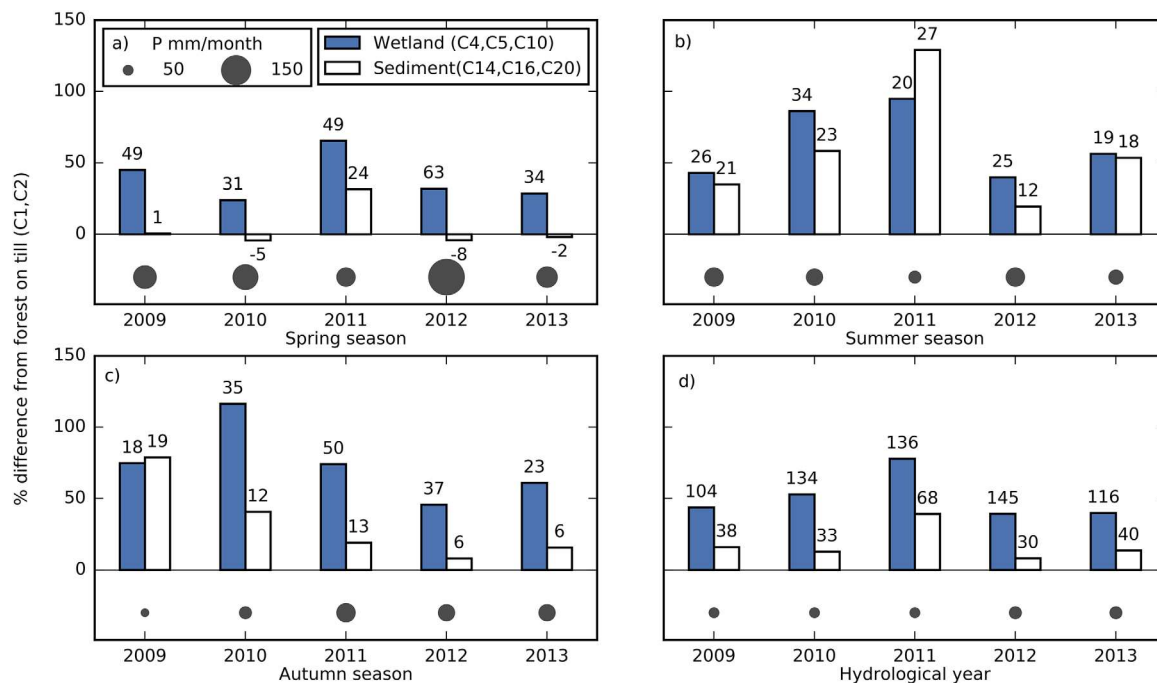 % difference from forest on till (C1,C2)
150
100
50
0
a) P mm/month
50 150
Wetland (C4,C5,C10)
Sediment(C14,C16,C20)
49 1 31 -5 49 24 63 -8 34 -2
2009 2010 2011 2012 2013
Spring season
b)
26 21 34 23 20 27 25 12 19 18
2009 2010 2011 2012 2013
Summer season
150
100
50
0
c)
18 19 35 12 50 13 37 6 23 6
2009 2010 2011 2012 2013
Autumn season
d)
104 38 134 33 136 68 145 30 116 40
2009 2010 2011 2012 2013
Hydrological year